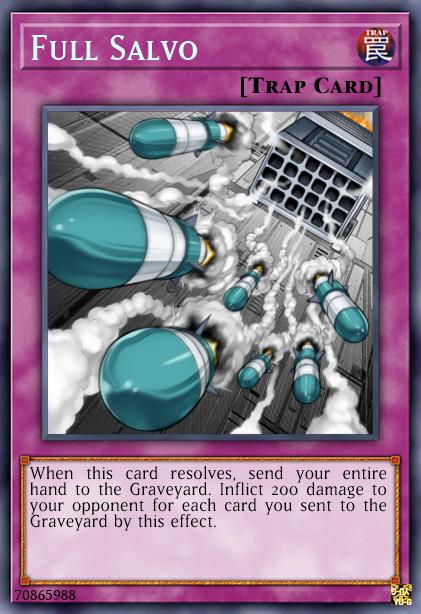 Full Salvo
TRAP
罠
[Trap Card]
When this card resolves, send your entire
hand to the Graveyard. Inflict 200 damage to
your opponent for each card you sent to the
Graveyard by this effect.
70865988